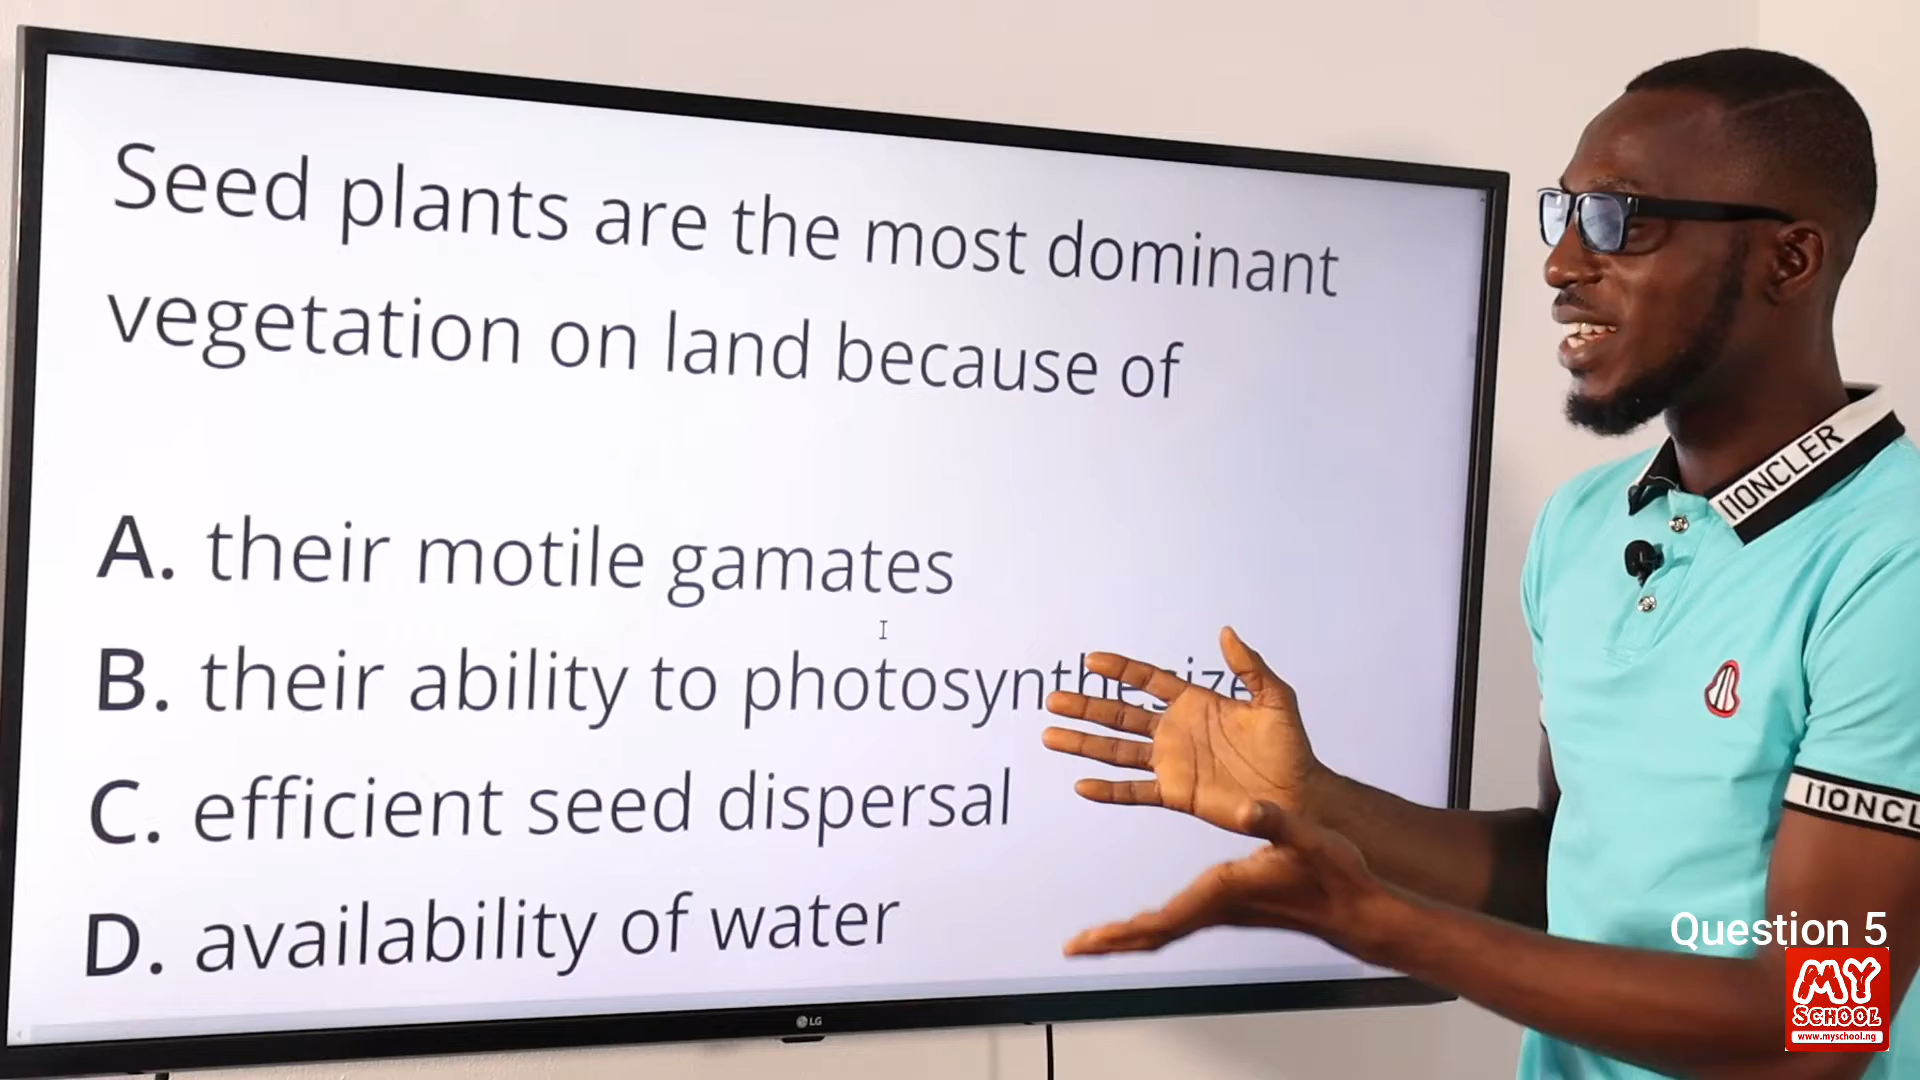 Seed plants are the most dominant
vegetation on land because of
A. their motile gamates
B. their ability to photosynthesize
C. efficient seed dispersal
D. availability of water
LG
MONCLER
Question 5
MY
SCHOOL
www.myschool.ng